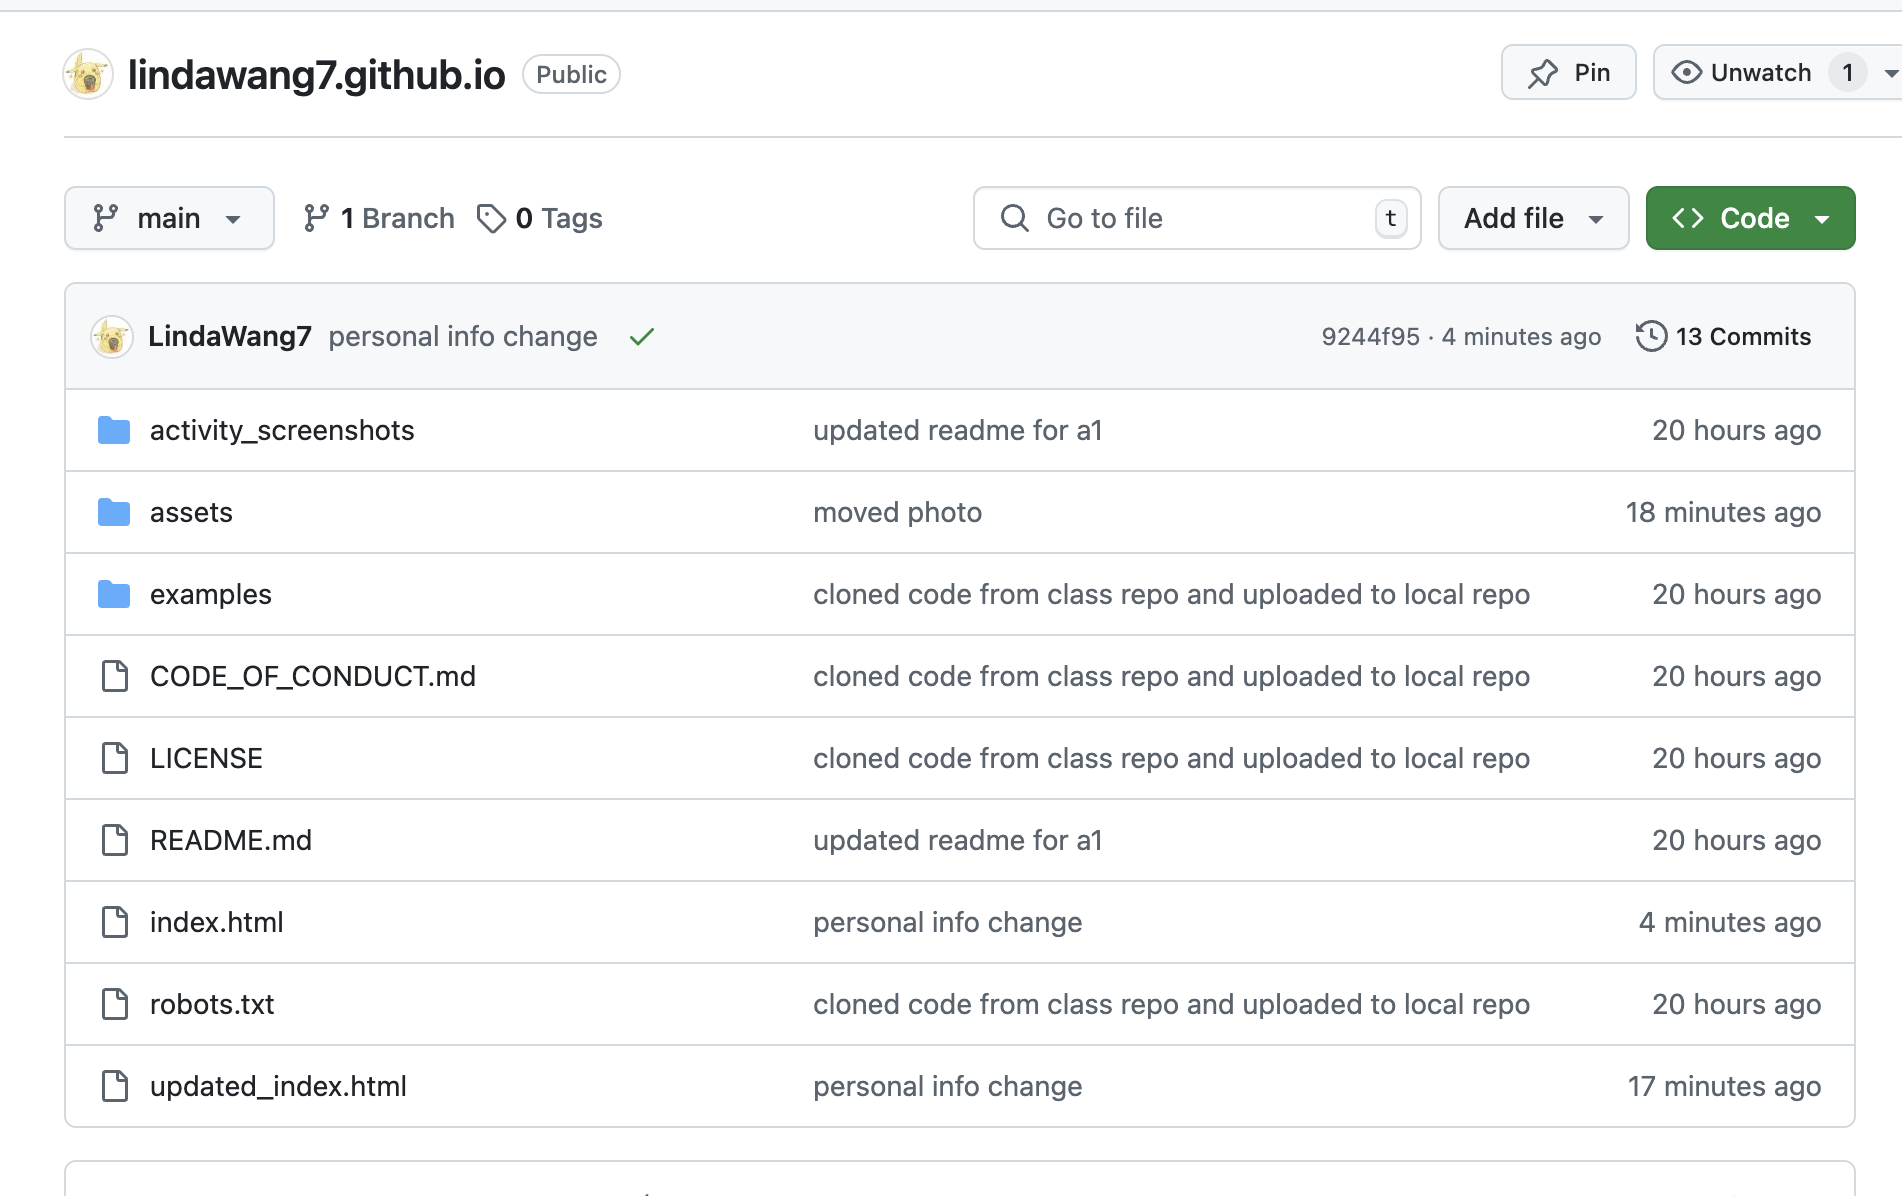 lindawang7.github.io Public Pin Unwatch 1
main 1 Branch 0 Tags Go to file t Add file Code
LindaWang7 personal info change 9244f95 · 4 minutes ago 13 Commits
activity_screenshots updated readme for a1 20 hours ago
assets moved photo 18 minutes ago
examples cloned code from class repo and uploaded to local repo 20 hours ago
CODE_OF_CONDUCT.md cloned code from class repo and uploaded to local repo 20 hours ago
LICENSE cloned code from class repo and uploaded to local repo 20 hours ago
README.md updated readme for a1 20 hours ago
index.html personal info change 4 minutes ago
robots.txt cloned code from class repo and uploaded to local repo 20 hours ago
updated_index.html personal info change 17 minutes ago